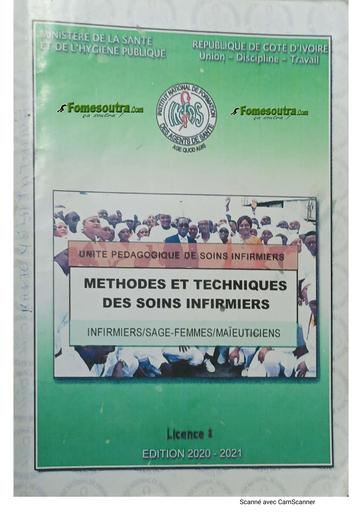 MINISTERE DE LA SANTE
ET DE L'HYGIENE PUBLIQUE
REPUBLIQUE DE COTE D'IVOIRE
Union - Discipline - Travail
Fomesoutra.Com
ça soutra !
Fomesoutra.Com
ça soutra !
INSTITUT NATIONAL DE FORMATION
DES AGENTS DE SANTE
AGE QUOD AGIS
UNITE PEDAGOGIQUE DE SOINS INFIRMIERS
METHODES ET TECHNIQUES
DES SOINS INFIRMIERS
INFIRMIERS/SAGE-FEMMES/MAÏEUTICIENS
EDITION 2020 - 2021
Scanné avec CamScanner